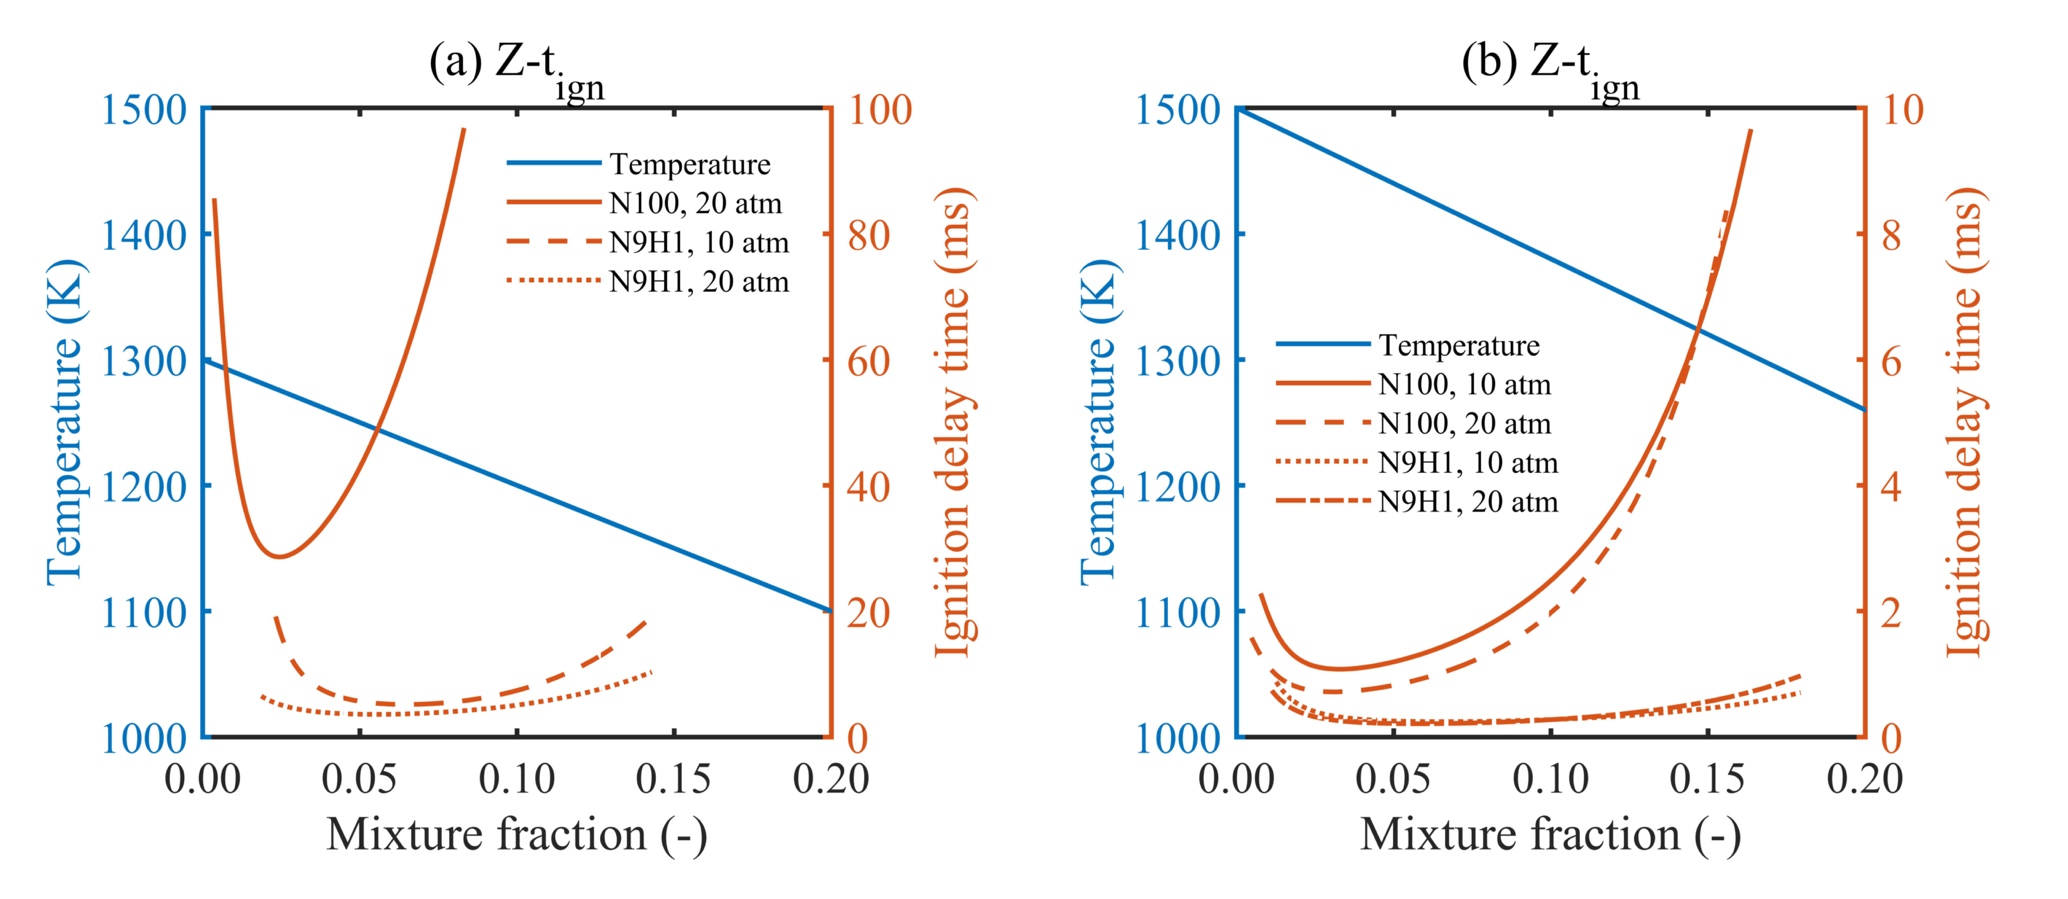 (a) Z-tign
1500
1400
1300
1200
1100
1000
Temperature (K)
100
80
60
40
20
0
Ignition delay time (ms)
Temperature
N100, 20 atm
N9H1, 10 atm
N9H1, 20 atm
0.00 0.05 0.10 0.15 0.20
Mixture fraction (-)
(b) Z-tign
1500
1400
1300
1200
1100
1000
Temperature (K)
10
8
6
4
2
0
Ignition delay time (ms)
Temperature
N100, 10 atm
N100, 20 atm
N9H1, 10 atm
N9H1, 20 atm
0.00 0.05 0.10 0.15 0.20
Mixture fraction (-)